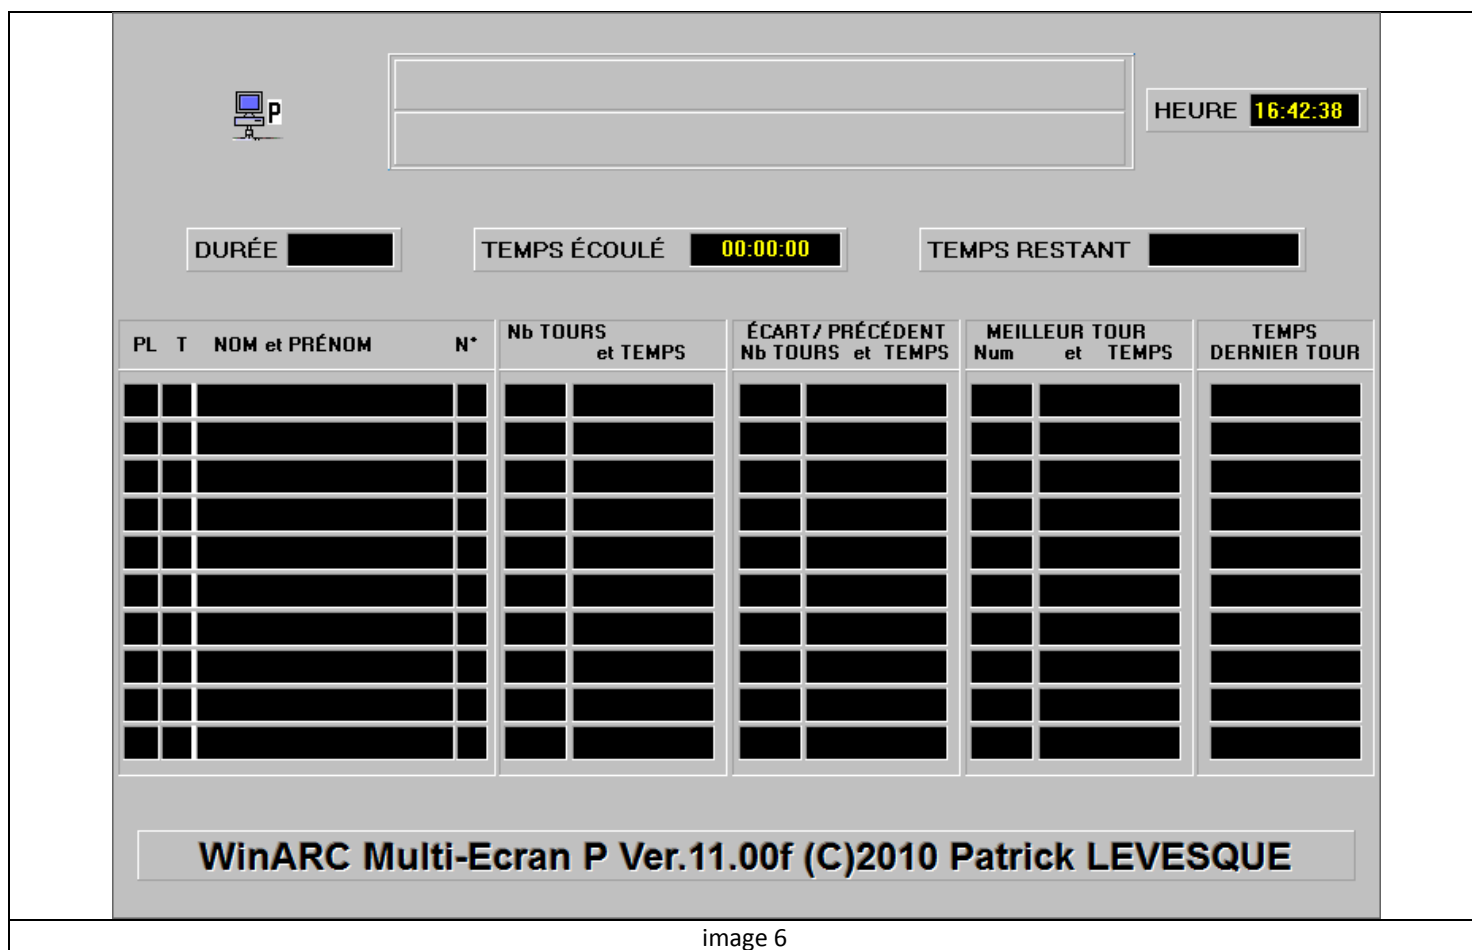 P
HEURE 16:42:38
DURÉE
TEMPS ÉCOULÉ 00:00:00
TEMPS RESTANT
PL T NOM et PRÉNOM N°
Nb TOURS
et TEMPS
ÉCART/ PRÉCÉDENT
Nb TOURS et TEMPS
MEILLEUR TOUR
Num et TEMPS
TEMPS
DERNIER TOUR
WinARC Multi-Ecran P Ver.11.00f (C)2010 Patrick LEVESQUE
image 6